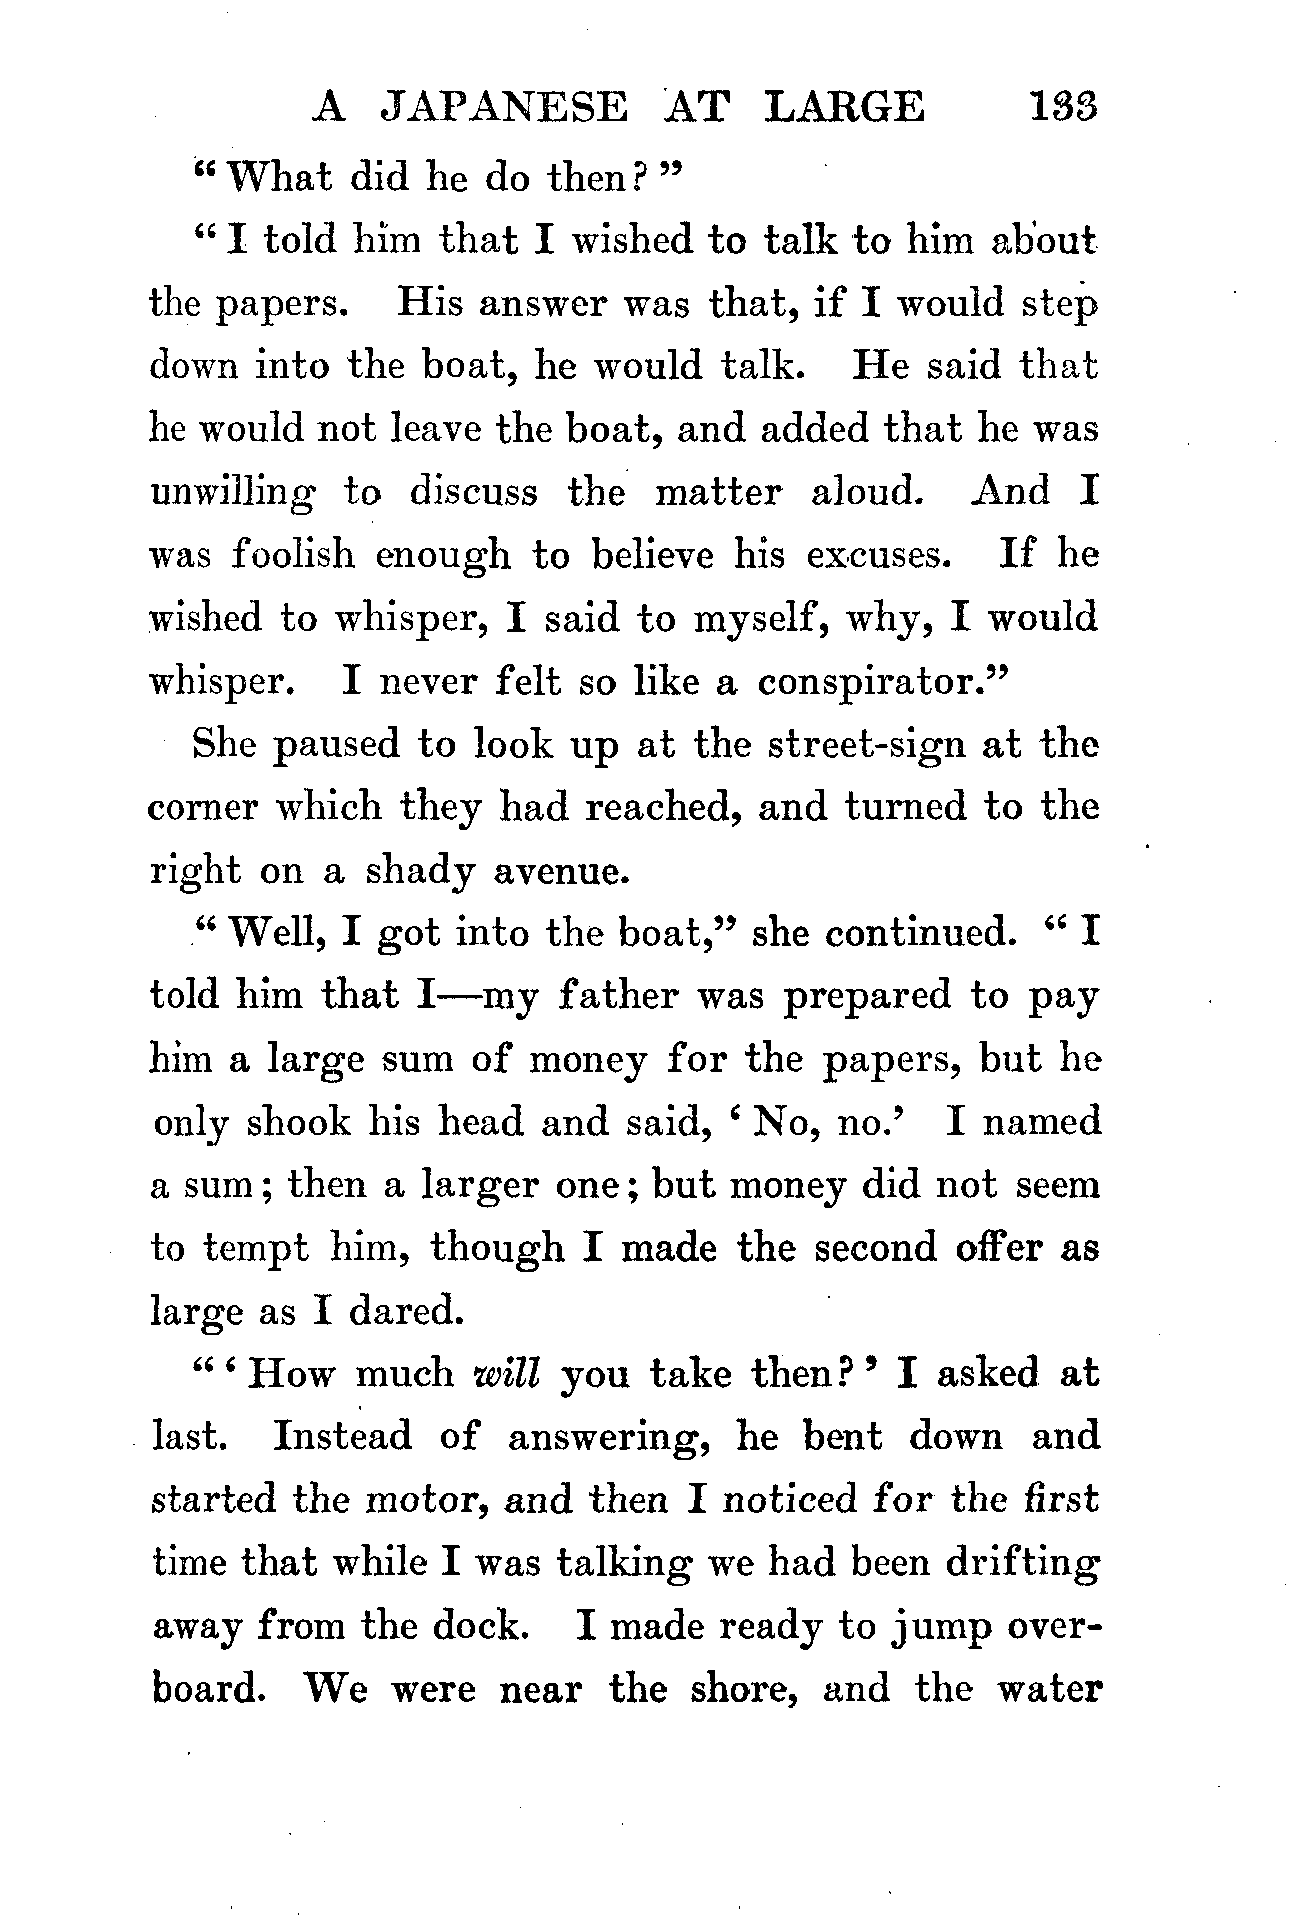 A JAPANESE AT LARGE 133
“What did he do then?”
“I told him that I wished to talk to him about
the papers. His answer was that, if I would step
down into the boat, he would talk. He said that
he would not leave the boat, and added that he was
unwilling to discuss the matter aloud. And I
was foolish enough to believe his excuses. If he
wished to whisper, I said to myself, why, I would
whisper. I never felt so like a conspirator.”
She paused to look up at the street-sign at the
corner which they had reached, and turned to the
right on a shady avenue.
“Well, I got into the boat,” she continued. “I
told him that I—my father was prepared to pay
him a large sum of money for the papers, but he
only shook his head and said, ‘No, no.’ I named
a sum; then a larger one; but money did not seem
to tempt him, though I made the second offer as
large as I dared.
“‘How much will you take then?’ I asked at
last. Instead of answering, he bent down and
started the motor, and then I noticed for the first
time that while I was talking we had been drifting
away from the dock. I made ready to jump over-
board. We were near the shore, and the water